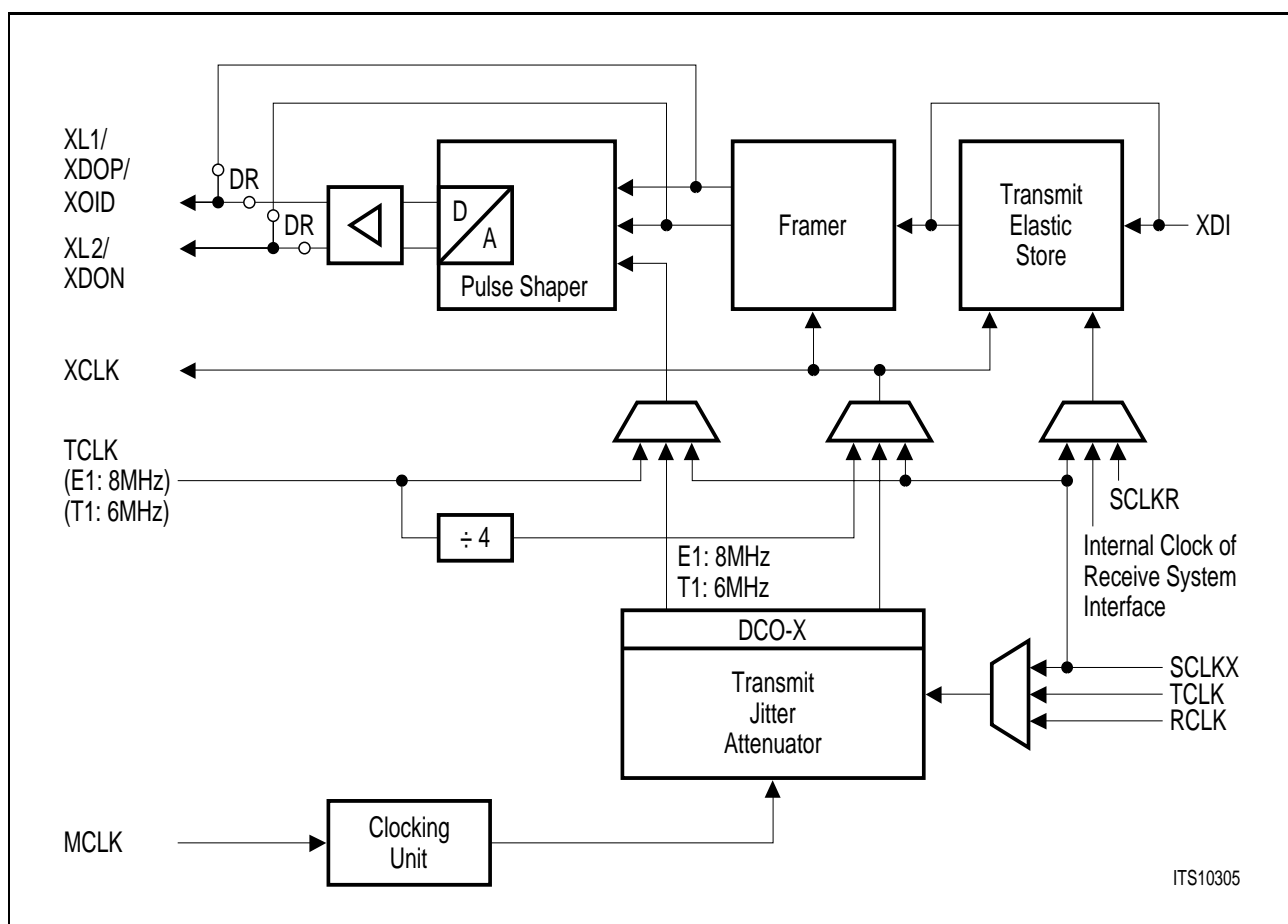 XL1/
XDOP/
XOID
DR
XL2/
XDON
DR
D
A
Pulse Shaper
Framer
Transmit
Elastic
Store
XDI
XCLK
TCLK
(E1: 8MHz)
(T1: 6MHz)
÷ 4
E1: 8MHz
T1: 6MHz
SCLKR
Internal Clock of
Receive System
Interface
DCO-X
Transmit
Jitter
Attenuator
SCLKX
TCLK
RCLK
MCLK
Clocking
Unit
ITS10305